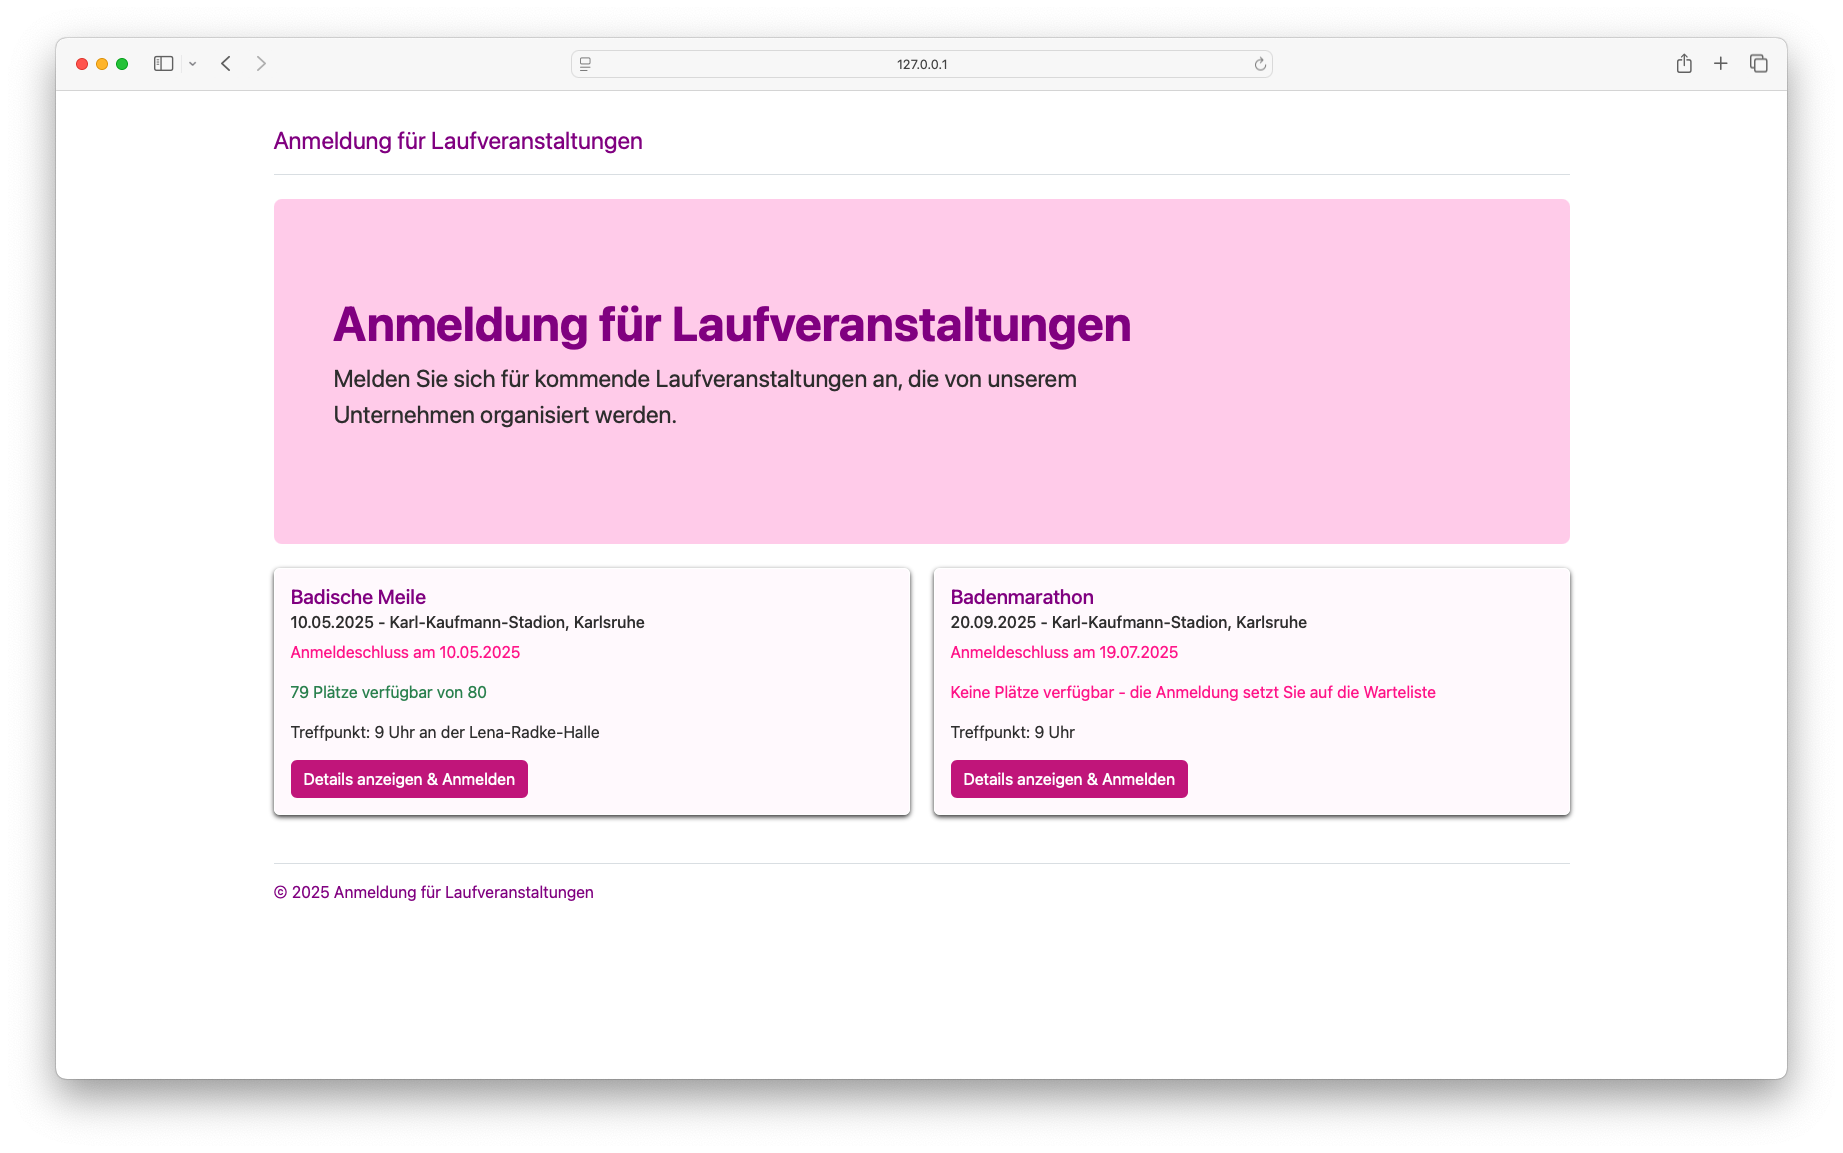 127.0.0.1
Anmeldung für Laufveranstaltungen
Anmeldung für Laufveranstaltungen
Melden Sie sich für kommende Laufveranstaltungen an, die von unserem
Unternehmen organisiert werden.
Badische Meile
10.05.2025 - Karl-Kaufmann-Stadion, Karlsruhe
Anmeldeschluss am 10.05.2025
79 Plätze verfügbar von 80
Treffpunkt: 9 Uhr an der Lena-Radke-Halle
Details anzeigen & Anmelden
Badenmarathon
20.09.2025 - Karl-Kaufmann-Stadion, Karlsruhe
Anmeldeschluss am 19.07.2025
Keine Plätze verfügbar - die Anmeldung setzt Sie auf die Warteliste
Treffpunkt: 9 Uhr
Details anzeigen & Anmelden
© 2025 Anmeldung für Laufveranstaltungen